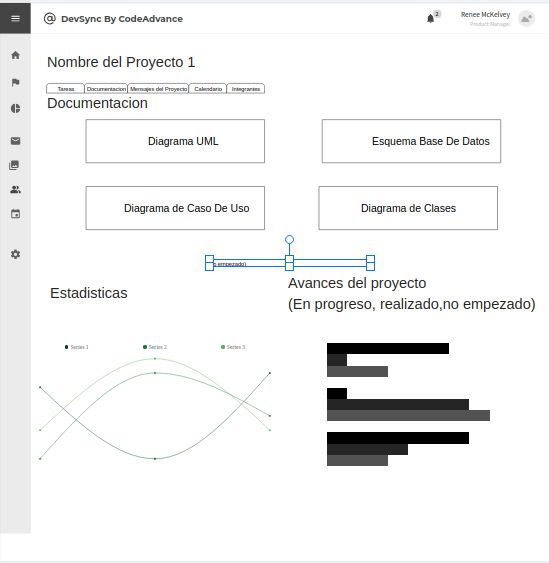 DevSync By CodeAdvance
2
Renee McKelvey
Product Manager
Nombre del Proyecto 1
Tareas
Documentacion
Mensajes del Proyecto
Calendario
Integrantes
Documentacion
Diagrama UML
Esquema Base De Datos
Diagrama de Caso De Uso
Diagrama de Clases
o empezado)
Estadisticas
Avances del proyecto
(En progreso, realizado,no empezado)
Series 1
Series 2
Series 3